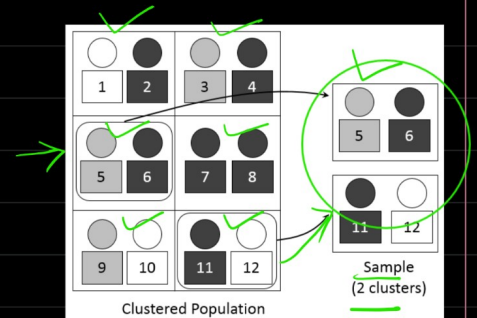 1 2 3 4
5 6 7 8
9 10 11 12
Clustered Population
5 6
11 12
Sample
(2 clusters)